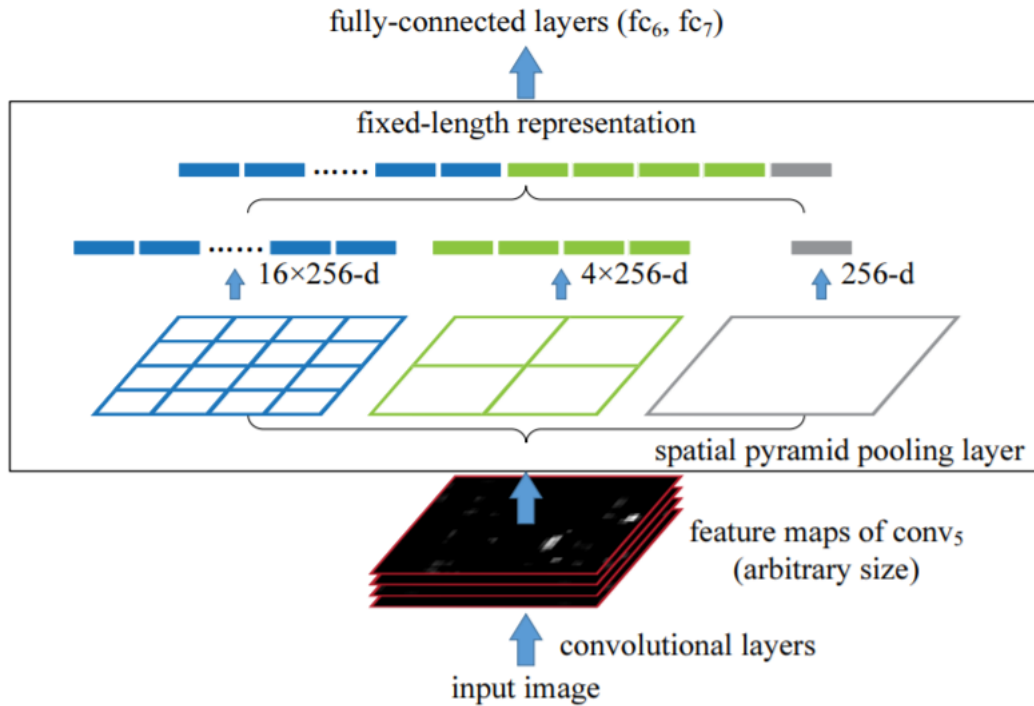 fully-connected layers (fc₆, fc₇)
fixed-length representation
......
......
16×256-d
4×256-d
256-d
spatial pyramid pooling layer
feature maps of conv₅
(arbitrary size)
convolutional layers
input image